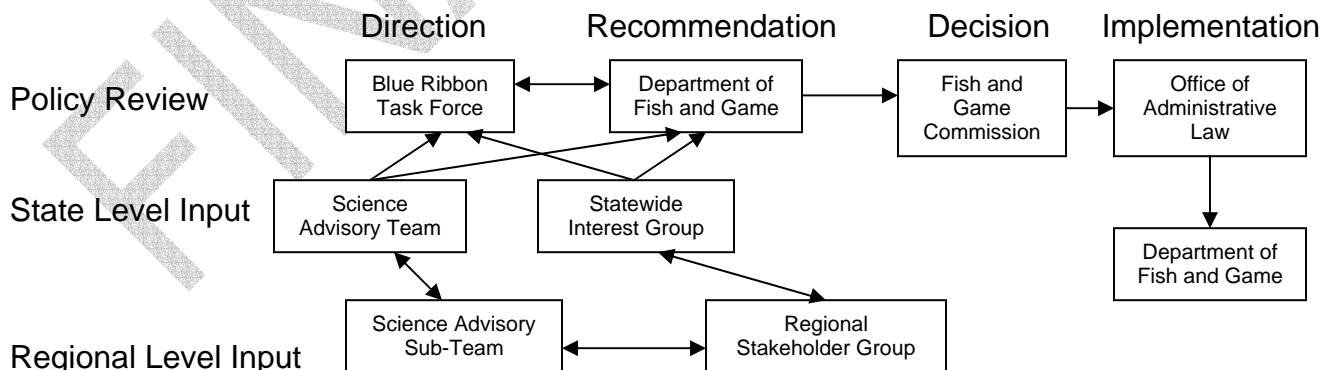 Direction Recommendation Decision Implementation
Policy Review
Blue Ribbon
Task Force
Department of
Fish and Game
Fish and
Game
Commission
Office of
Administrative
Law
State Level Input
Science
Advisory Team
Statewide
Interest Group
Department of
Fish and Game
Regional Level Input
Science Advisory
Sub-Team
Regional
Stakeholder Group